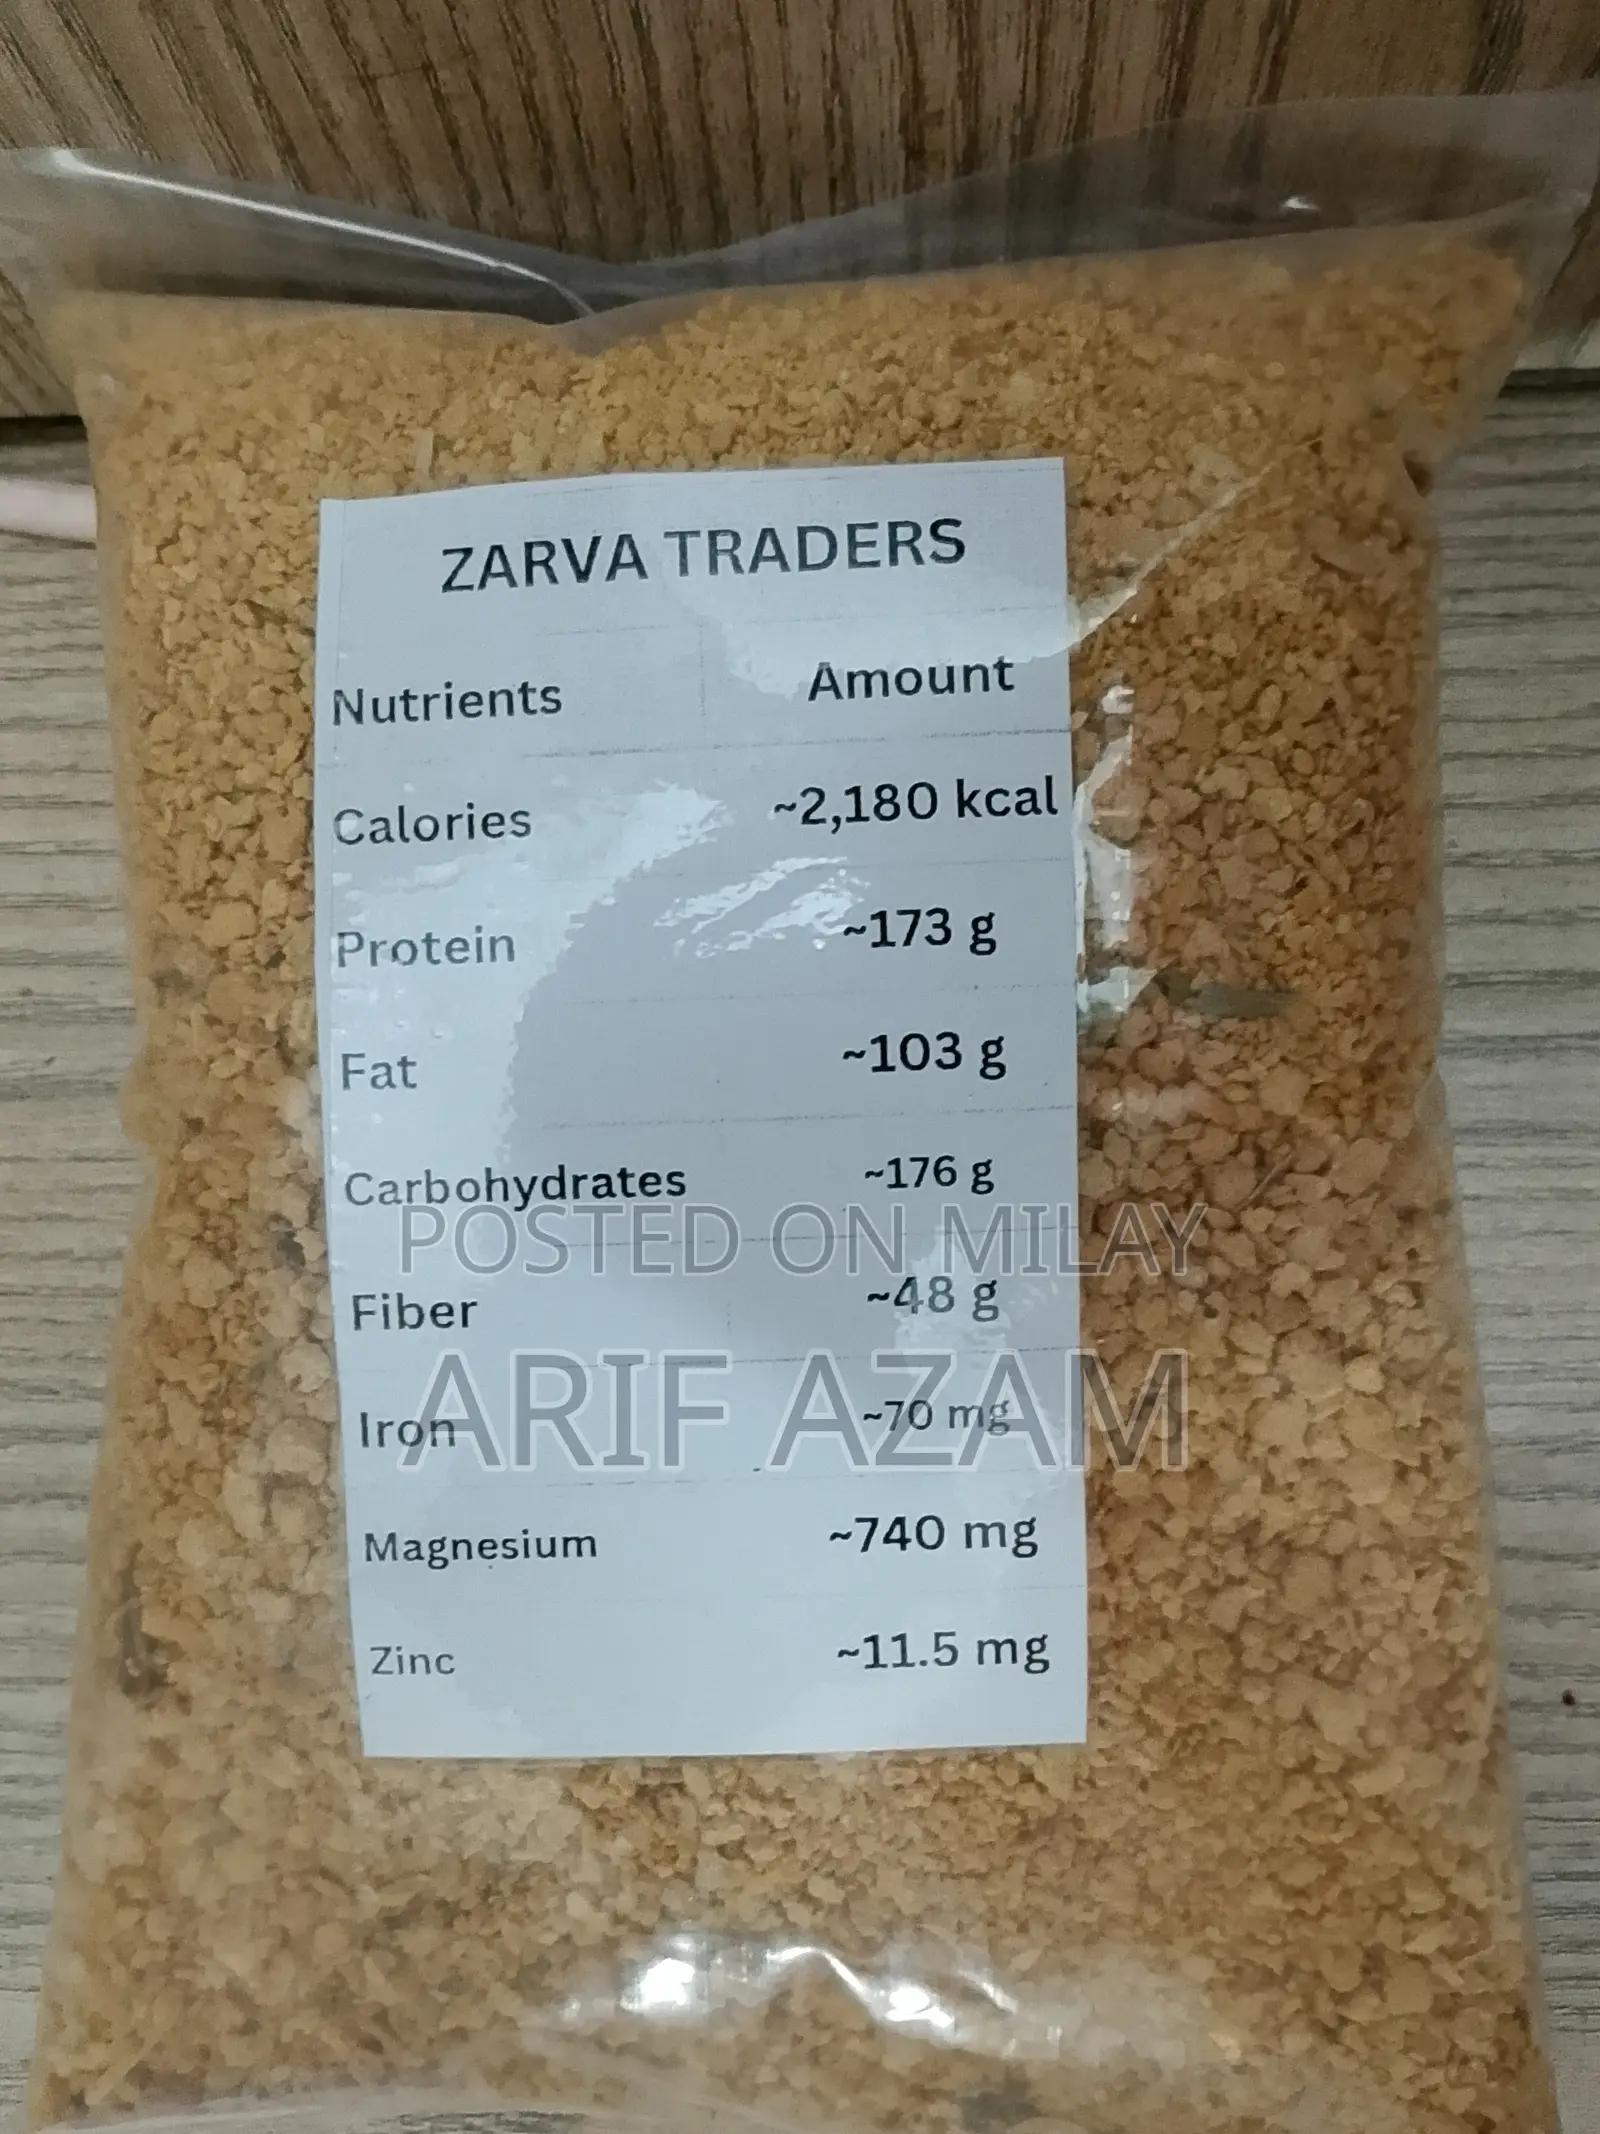 ZARVA TRADERS
Nutrients Amount
Calories ~2,180 kcal
Protein ~173 g
Fat ~103 g
Carbohydrates ~176 g
POSTED ON MILAY
Fiber ~48 g
ARIF AZAM
Iron ~70 mg
Magnesium ~740 mg
Zinc ~11.5 mg